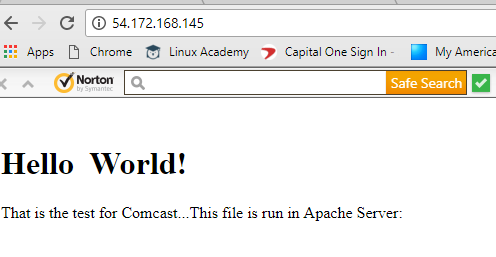 54.172.168.145
Apps Chrome Linux Academy Capital One Sign In - My America
Norton by Symantec Safe Search
Hello World!
That is the test for Comcast...This file is run in Apache Server: